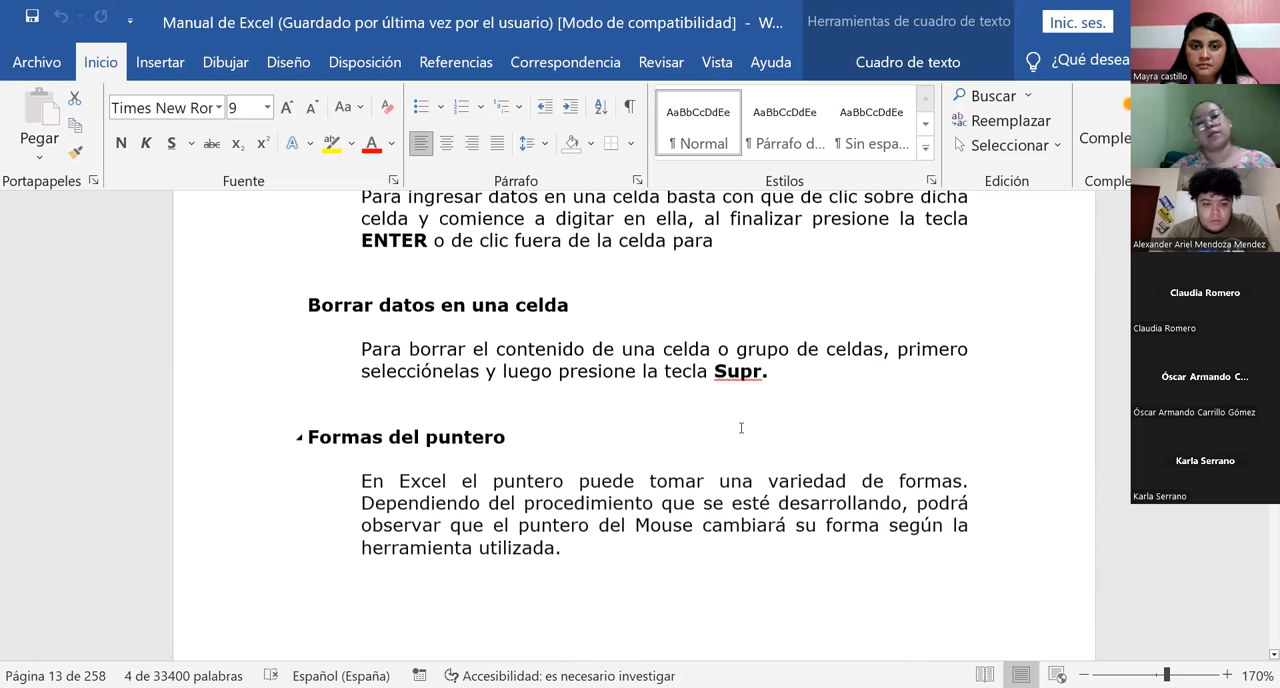 Manual de Excel (Guardado por última vez por el usuario) [Modo de compatibilidad] - W...
Herramientas de cuadro de texto
Inic. ses.
Archivo Inicio Insertar Dibujar Diseño Disposición Referencias Correspondencia Revisar Vista Ayuda Cuadro de texto ¿Qué desea
Pegar
Times New Ror 9
Aa
N K S abc x₂ x² A A
AaBbCcDdEe AaBbCcDdEe AaBbCcDdEe
¶ Normal ¶ Párrafo d... ¶ Sin espa...
Buscar
Reemplazar
Seleccionar
Comple
Portapapeles Fuente Párrafo Estilos Edición Comple
Para ingresar datos en una celda basta con que de clic sobre dicha
celda y comience a digitar en ella, al finalizar presione la tecla
ENTER o de clic fuera de la celda para
Borrar datos en una celda
Para borrar el contenido de una celda o grupo de celdas, primero
selecciónelas y luego presione la tecla Supr.
Formas del puntero
En Excel el puntero puede tomar una variedad de formas.
Dependiendo del procedimiento que se esté desarrollando, podrá
observar que el puntero del Mouse cambiará su forma según la
herramienta utilizada.
Mayra castillo
Alexander Ariel Mendoza Mendez
Claudia Romero
Claudia Romero
Óscar Armando C...
Óscar Armando Carrillo Gómez
Karla Serrano
Karla Serrano
Página 13 de 258 4 de 33400 palabras Español (España) Accesibilidad: es necesario investigar 170%